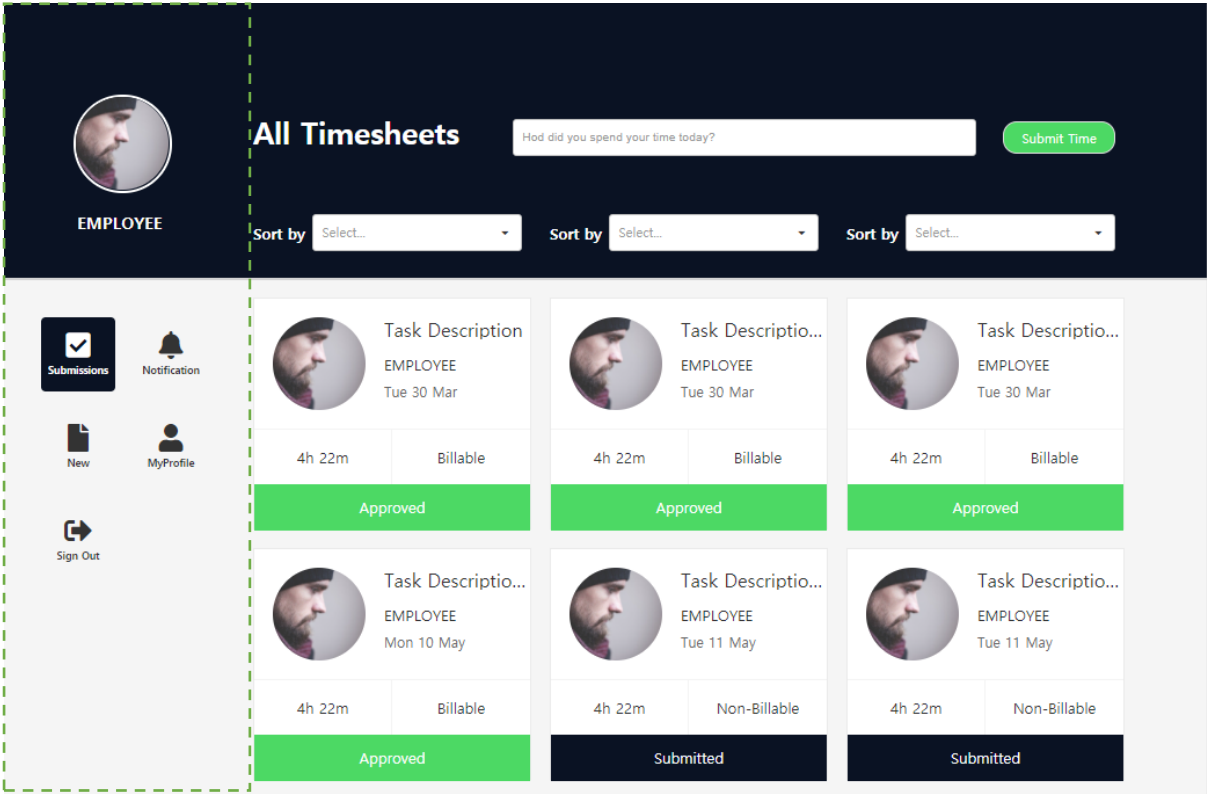 EMPLOYEE
Submissions
Notification
New
MyProfile
Sign Out
All Timesheets
Hod did you spend your time today?
Submit Time
Sort by Select...
Sort by Select...
Sort by Select...
Task Description
EMPLOYEE
Tue 30 Mar
4h 22m Billable
Approved
Task Descriptio...
EMPLOYEE
Tue 30 Mar
4h 22m Billable
Approved
Task Descriptio...
EMPLOYEE
Tue 30 Mar
4h 22m Billable
Approved
Task Descriptio...
EMPLOYEE
Mon 10 May
4h 22m Billable
Approved
Task Descriptio...
EMPLOYEE
Tue 11 May
4h 22m Non-Billable
Submitted
Task Descriptio...
EMPLOYEE
Tue 11 May
4h 22m Non-Billable
Submitted